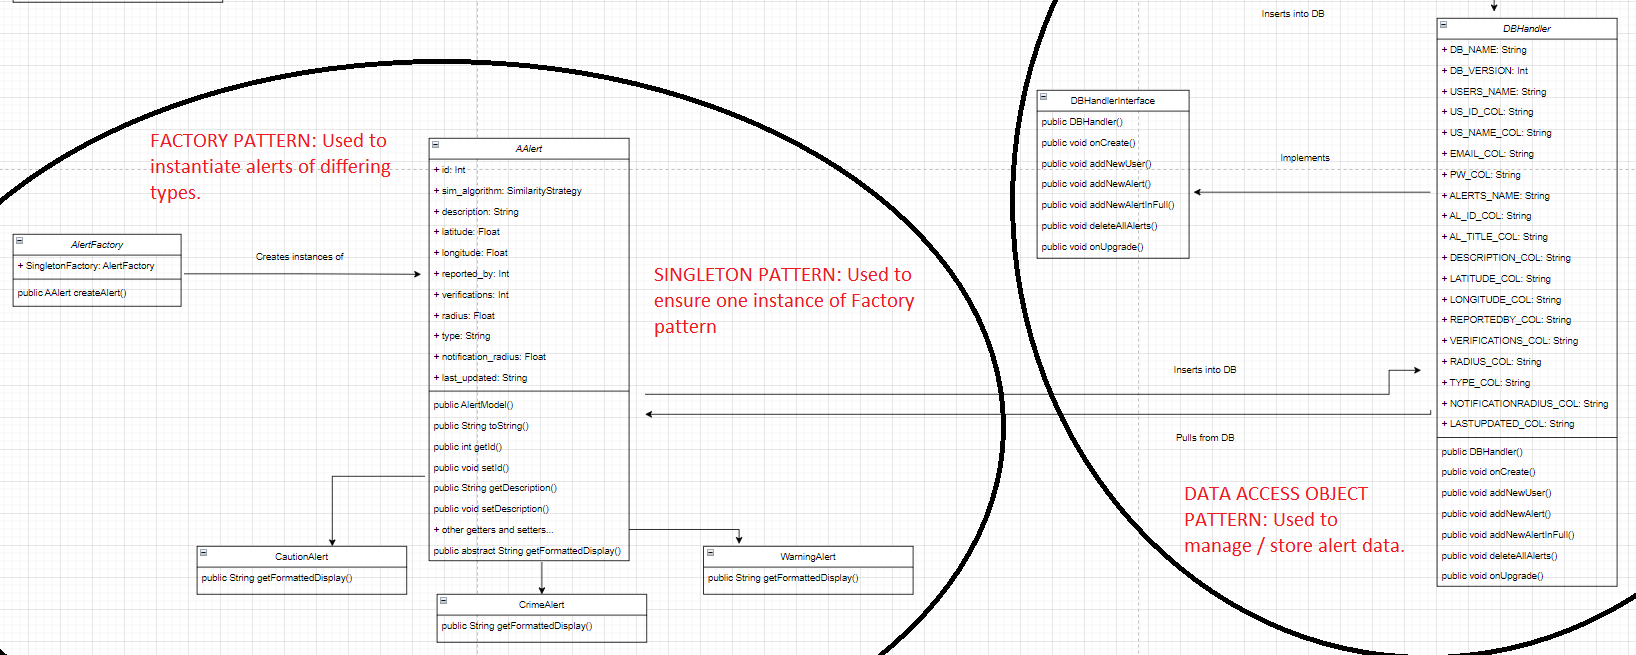 Inserts into DB
DBHandler
+ DB_NAME: String
+ DB_VERSION: Int
+ USERS_NAME: String
+ US_ID_COL: String
+ US_NAME_COL: String
+ EMAIL_COL: String
+ PW_COL: String
+ ALERTS_NAME: String
+ AL_ID_COL: String
+ AL_TITLE_COL: String
+ DESCRIPTION_COL: String
+ LATITUDE_COL: String
+ LONGITUDE_COL: String
+ REPORTEDBY_COL: String
+ VERIFICATIONS_COL: String
+ RADIUS_COL: String
+ TYPE_COL: String
+ NOTIFICATIONRADIUS_COL: String
+ LASTUPDATED_COL: String
public DBHandler()
public void onCreate()
public void addNewUser()
public void addNewAlert()
public void addNewAlertInFull()
public void deleteAllAlerts()
public void onUpgrade()
DBHandlerInterface
public DBHandler()
public void onCreate()
public void addNewUser()
public void addNewAlert()
public void addNewAlertInFull()
public void deleteAllAlerts()
public void onUpgrade()
Implements
FACTORY PATTERN: Used to
instantiate alerts of differing
types.
AAlert
+ id: Int
+ sim_algorithm: SimilarityStrategy
+ description: String
+ latitude: Float
+ longitude: Float
+ reported_by: Int
+ verifications: Int
+ radius: Float
+ type: String
+ notification_radius: Float
+ last_updated: String
public AlertModel()
public String toString()
public int getId()
public void setId()
public String getDescription()
public void setDescription()
+ other getters and setters...
public abstract String getFormattedDisplay()
AlertFactory
+ SingletonFactory: AlertFactory
public AAlert createAlert()
Creates instances of
SINGLETON PATTERN: Used to
ensure one instance of Factory
pattern
Inserts into DB
Pulls from DB
DATA ACCESS OBJECT
PATTERN: Used to
manage / store alert data.
CautionAlert
public String getFormattedDisplay()
WarningAlert
public String getFormattedDisplay()
CrimeAlert
public String getFormattedDisplay()